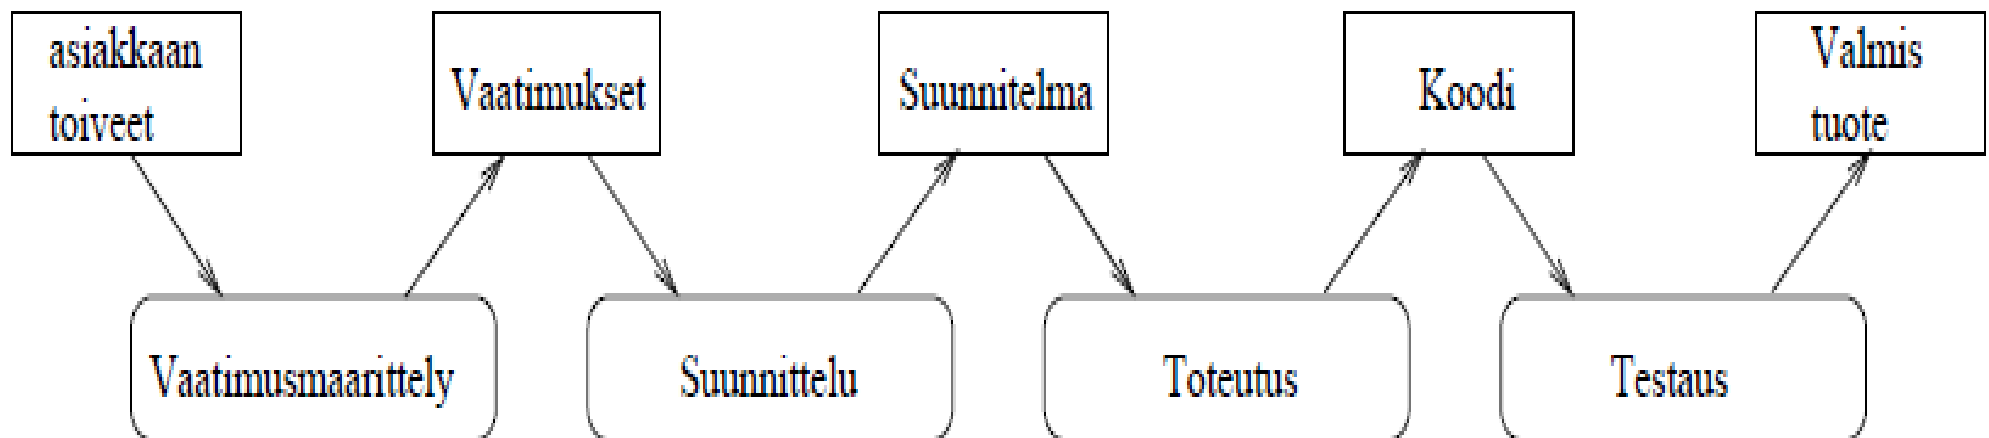 asiakkaan
toiveet
Vaatimukset
Suunnitelma
Koodi
Valmis
tuote
Vaatimusmaarittely
Suunnittelu
Toteutus
Testaus